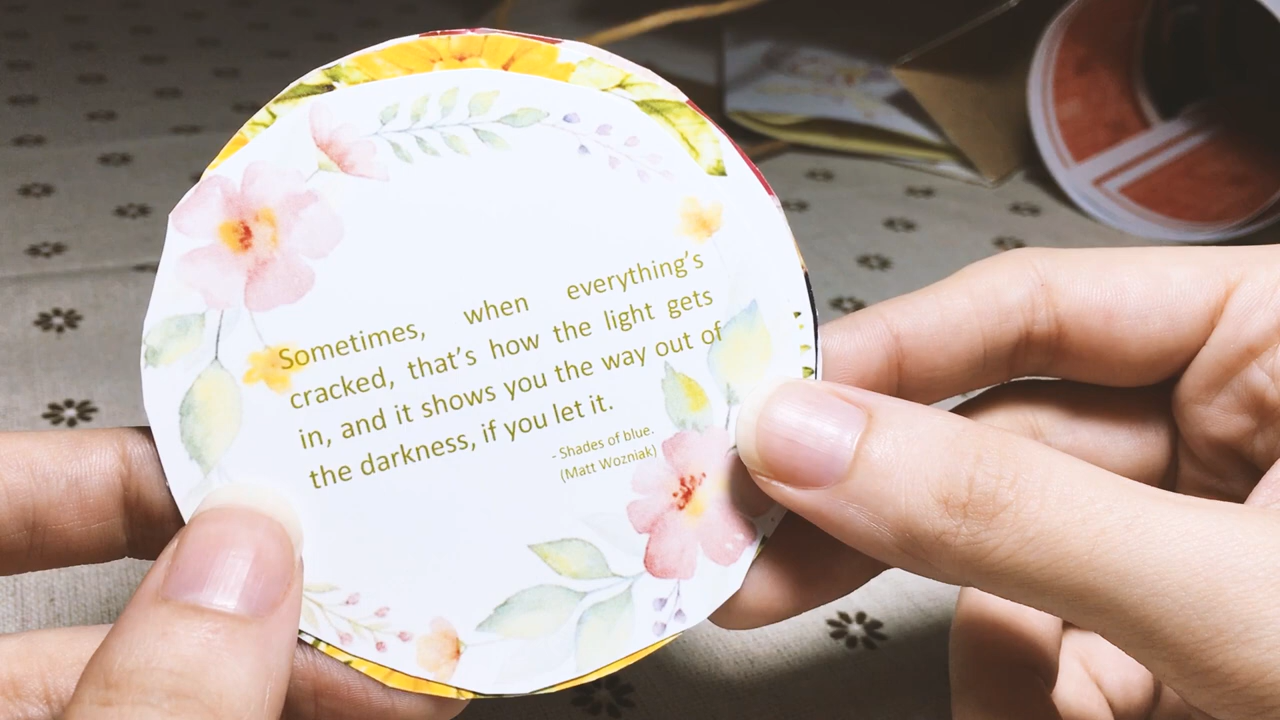 Sometimes, when everything's
cracked, that's how the light gets
in, and it shows you the way out of
the darkness, if you let it.
- Shades of blue.
(Matt Wozniak)